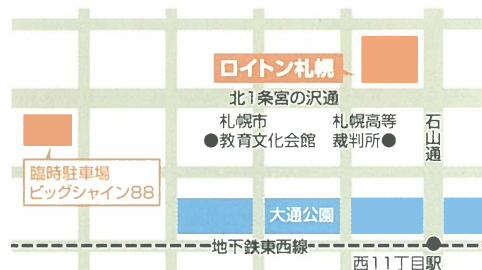 ロイトン札幌
北1条宮の沢通
札幌市
●教育文化会館
札幌高等
裁判所●
石山通
臨時駐車場
ビッグシャイン88
大通公園
地下鉄東西線
西11丁目駅